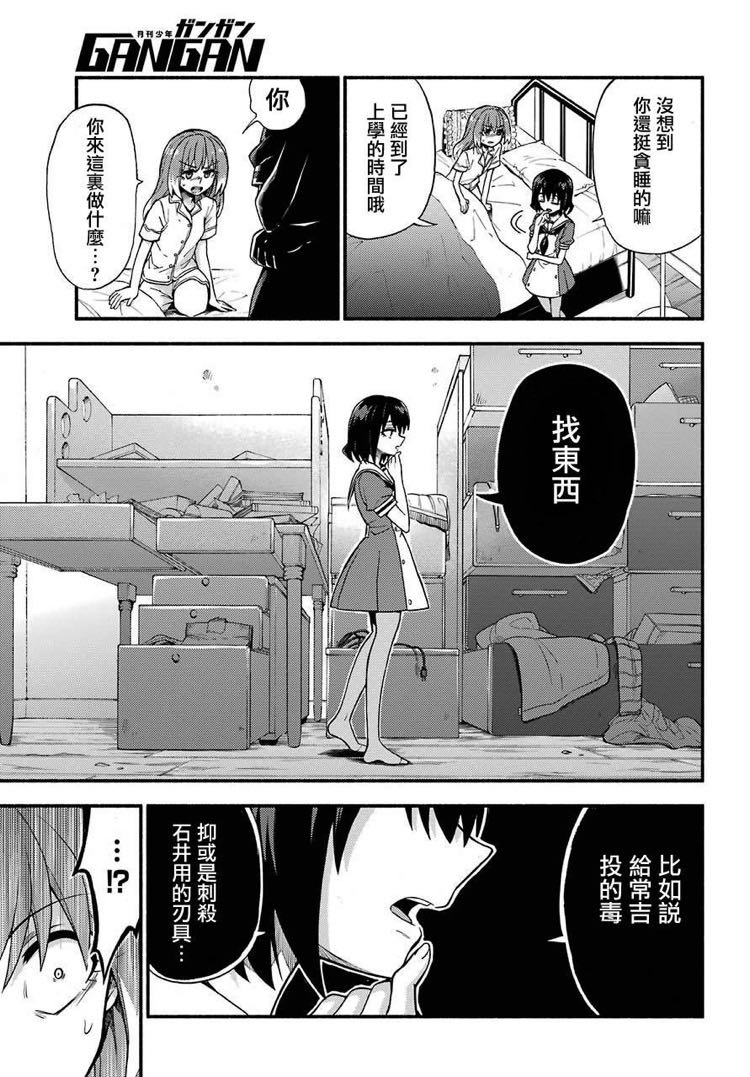 月刊少年ガンガン
GANGAN
沒想到
你還挺貪睡的嘛
已經到了
上學的時間哦
你
你來這裏做什麼…?
找東西
比如說
給常吉
投的毒
抑或是刺殺
石井用的刃具…
…!?